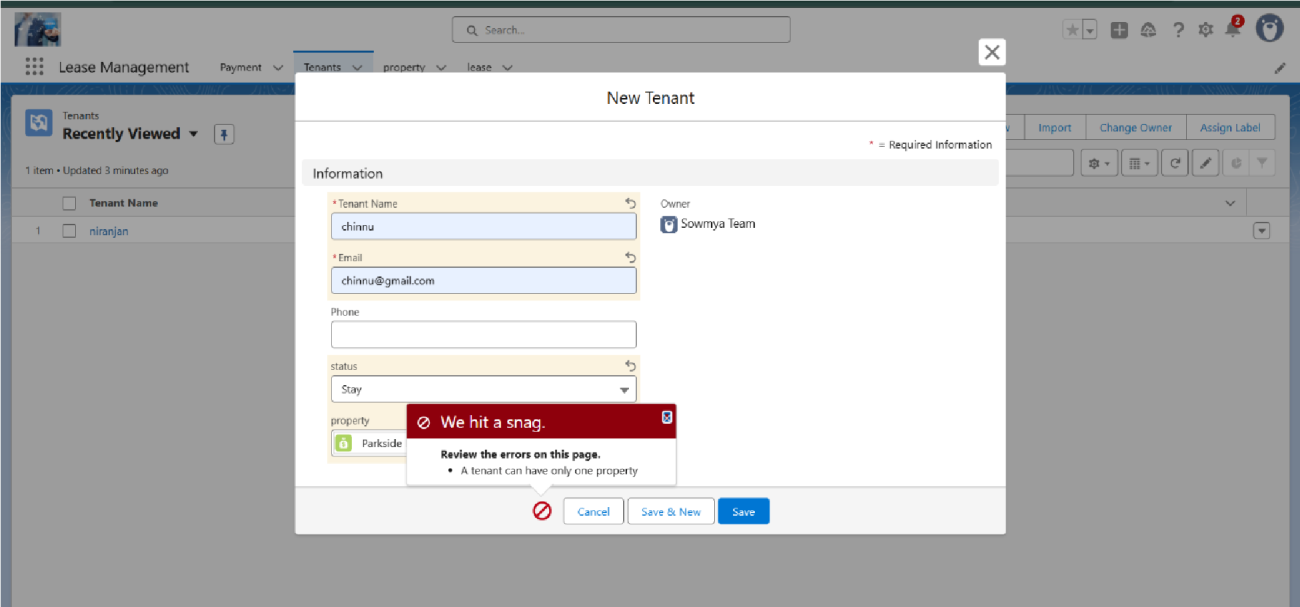 Search...
2
Lease Management
Payment
Tenants
property
lease
Tenants
Recently Viewed
1 item • Updated 3 minutes ago
Import
Change Owner
Assign Label
Tenant Name
1
niranjan
New Tenant
* = Required Information
Information
* Tenant Name
chinnu
Owner
Sowmya Team
* Email
chinnu@gmail.com
Phone
status
Stay
property
Parkside
We hit a snag.
Review the errors on this page.
• A tenant can have only one property
Cancel
Save & New
Save